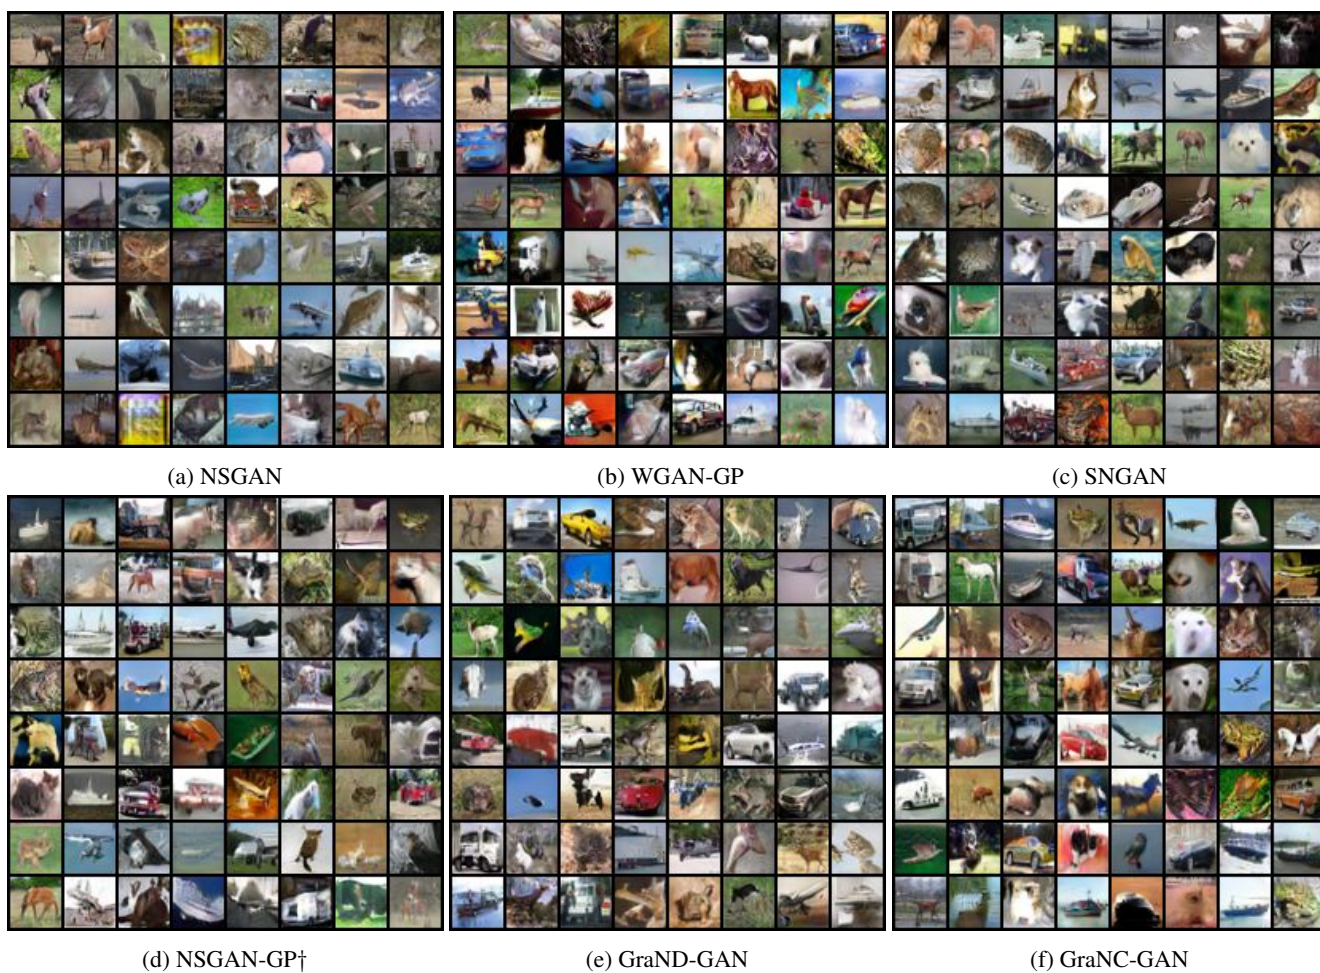 (a) NSGAN
(b) WGAN-GP
(c) SNGAN
(d) NSGAN-GP†
(e) GraND-GAN
(f) GraNC-GAN